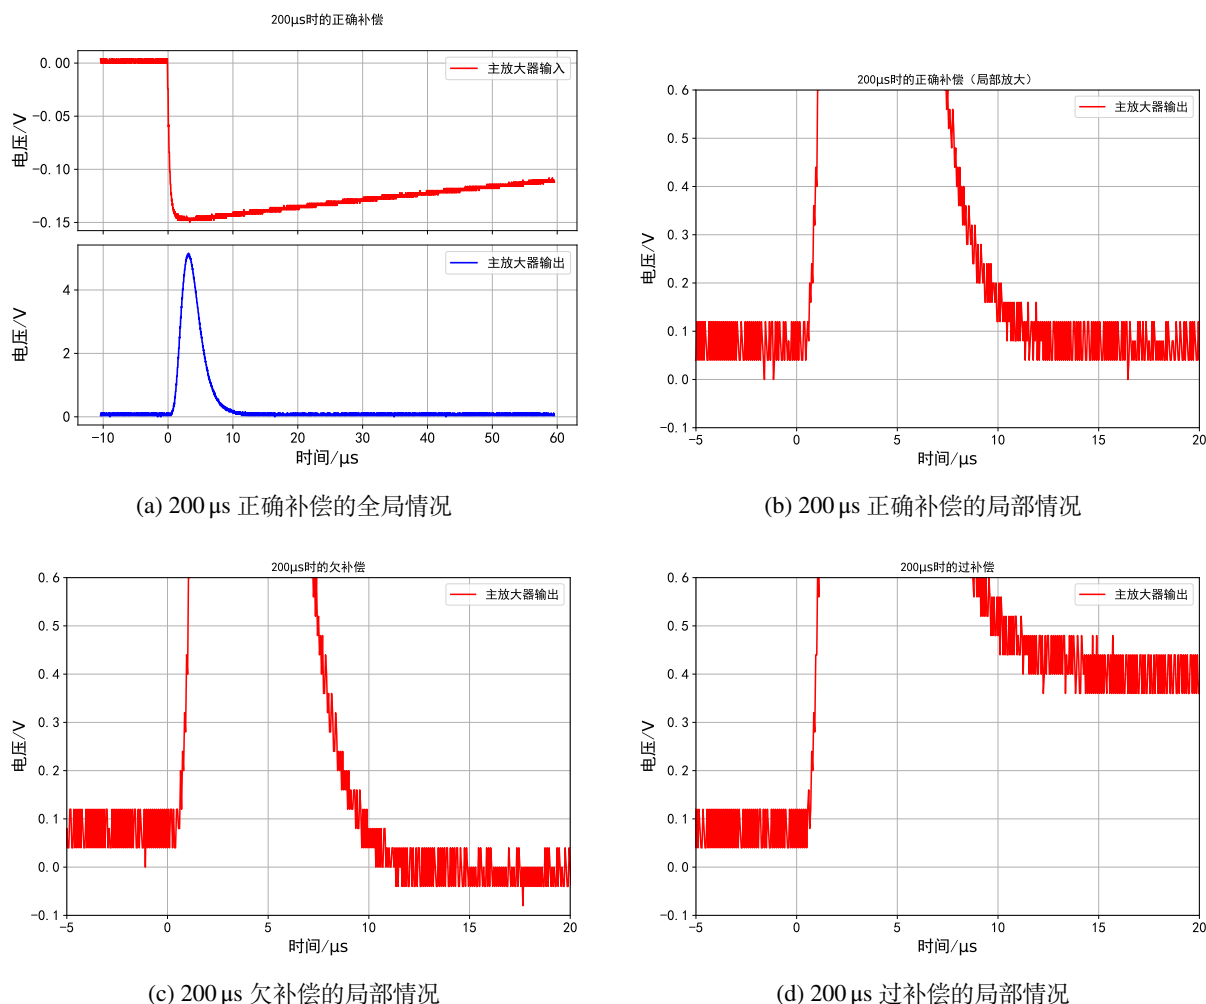 200μs时的正确补偿
主放大器输入
0.00
−0.05
−0.10
−0.15
电压/V
主放大器输出
4
2
0
电压/V
−10 0 10 20 30 40 50 60
时间/μs
(a) 200 μs 正确补偿的全局情况
200μs时的正确补偿（局部放大）
主放大器输出
0.6
0.5
0.4
0.3
0.2
0.1
0.0
−0.1
电压/V
−5 0 5 10 15 20
时间/μs
(b) 200 μs 正确补偿的局部情况
200μs时的欠补偿
主放大器输出
0.6
0.5
0.4
0.3
0.2
0.1
0.0
−0.1
电压/V
−5 0 5 10 15 20
时间/μs
(c) 200 μs 欠补偿的局部情况
200μs时的过补偿
主放大器输出
0.6
0.5
0.4
0.3
0.2
0.1
0.0
−0.1
电压/V
−5 0 5 10 15 20
时间/μs
(d) 200 μs 过补偿的局部情况